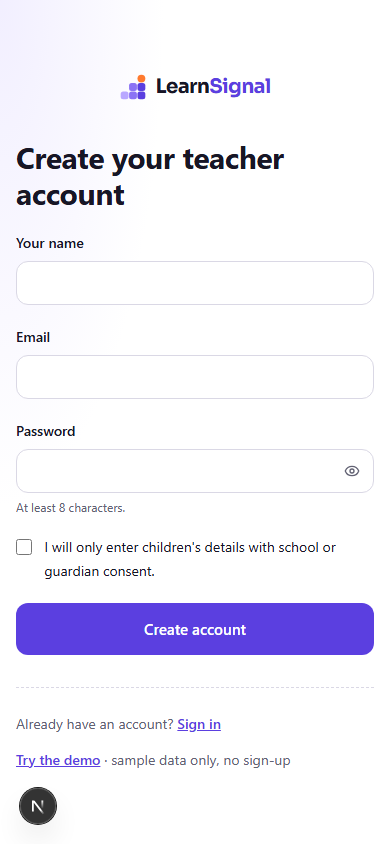 LearnSignal
Create your teacher
account
Your name
Email
Password
At least 8 characters.
I will only enter children's details with school or
guardian consent.
Create account
Already have an account? Sign in
Try the demo · sample data only, no sign-up
N